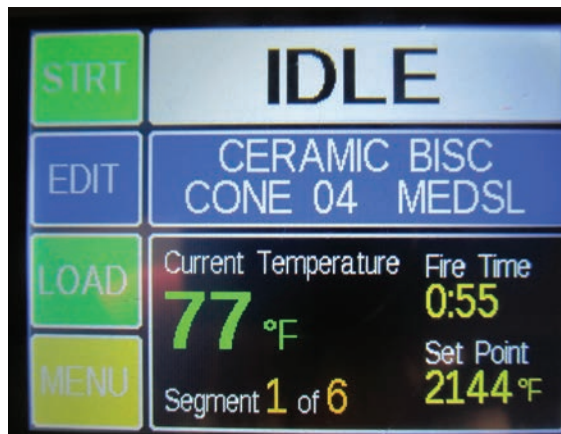 STRT
IDLE
EDIT
CERAMIC BISC
CONE 04 MEDSL
LOAD
Current Temperature
77 °F
Fire Time
0:55
MENU
Segment 1 of 6
Set Point
2144 °F